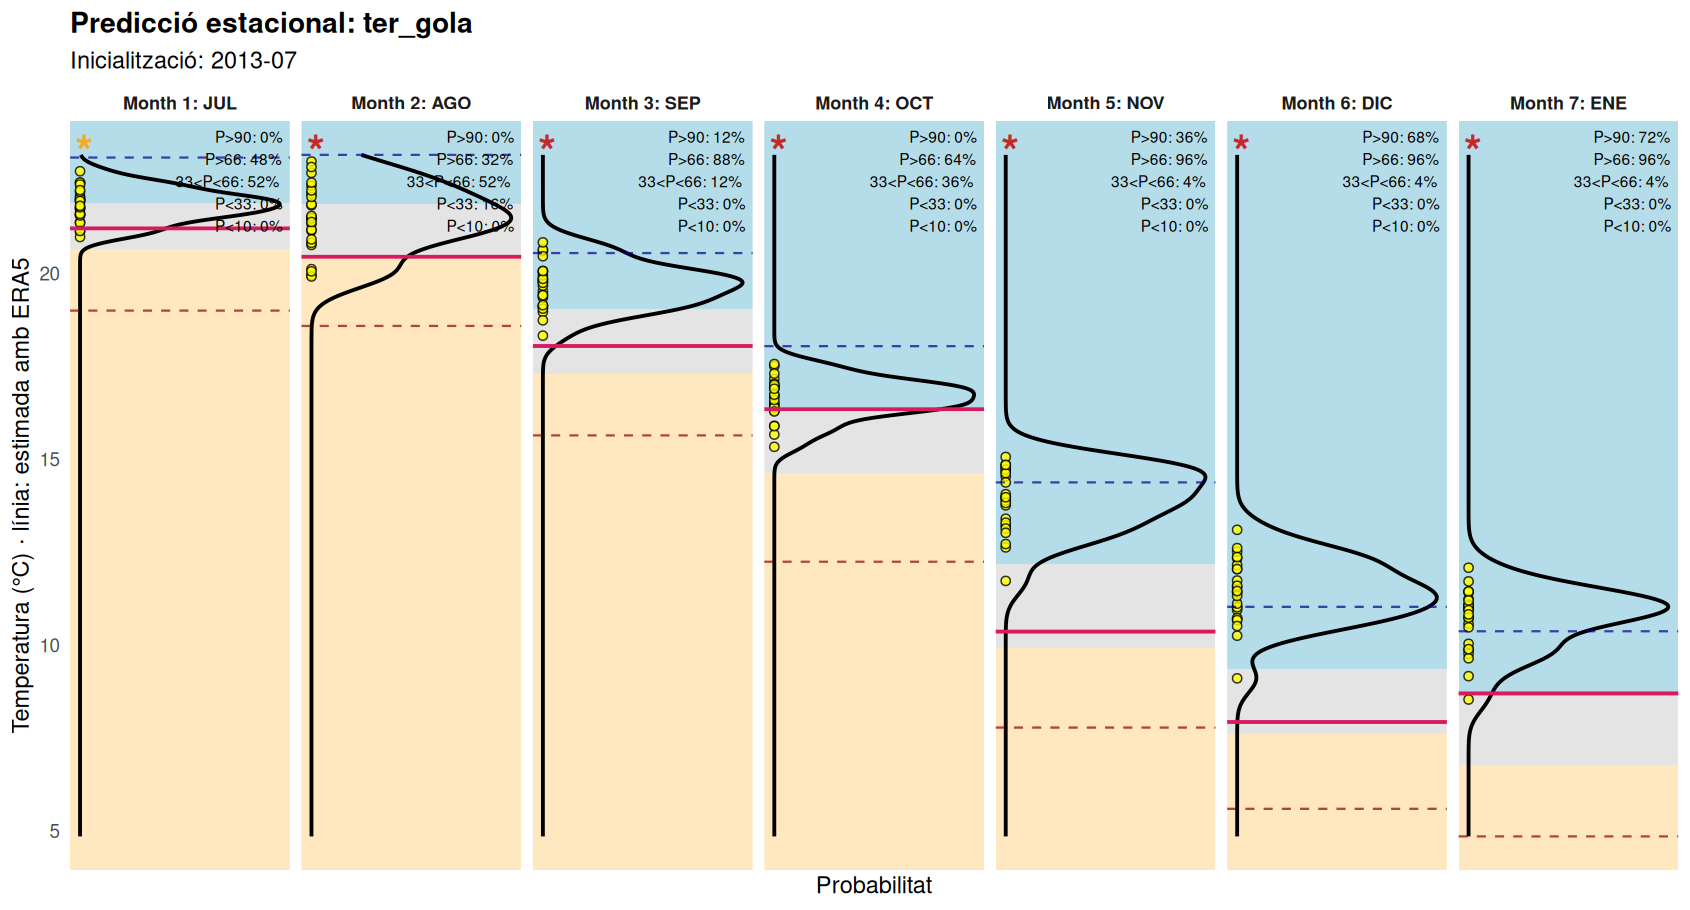 Predicció estacional: ter_gola
Inicialització: 2013-07
Month 1: JUL
P>90: 0%
P>66: 48%
33<P<66: 52%
P<33: 0%
P<10: 0%
Month 2: AGO
P>90: 0%
P>66: 32%
33<P<66: 52%
P<33: 16%
P<10: 0%
Month 3: SEP
P>90: 12%
P>66: 88%
33<P<66: 12%
P<33: 0%
P<10: 0%
Month 4: OCT
P>90: 0%
P>66: 64%
33<P<66: 36%
P<33: 0%
P<10: 0%
Month 5: NOV
P>90: 36%
P>66: 96%
33<P<66: 4%
P<33: 0%
P<10: 0%
Month 6: DIC
P>90: 68%
P>66: 96%
33<P<66: 4%
P<33: 0%
P<10: 0%
Month 7: ENE
P>90: 72%
P>66: 96%
33<P<66: 4%
P<33: 0%
P<10: 0%
Temperatura (°C) · línia: estimada amb ERA5
20
15
10
5
Probabilitat